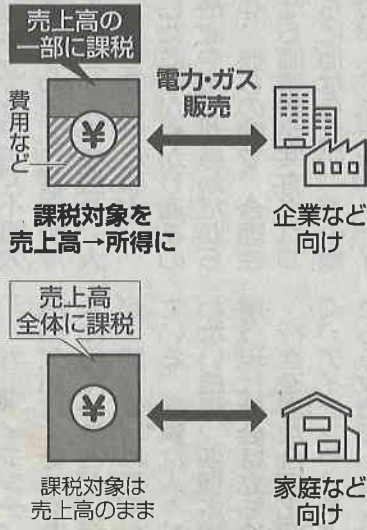 売上高の
一部に課税
費用など
¥
電力・ガス
販売
課税対象を
売上高→所得に
企業など
向け
売上高
全体に課税
¥
課税対象は
売上高のまま
家庭など
向け